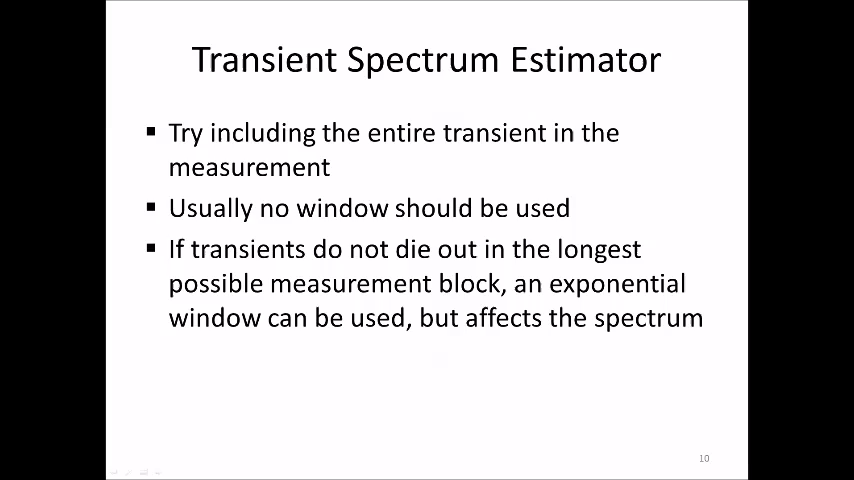 Transient Spectrum Estimator
▪ Try including the entire transient in the
measurement
▪ Usually no window should be used
▪ If transients do not die out in the longest
possible measurement block, an exponential
window can be used, but affects the spectrum
10